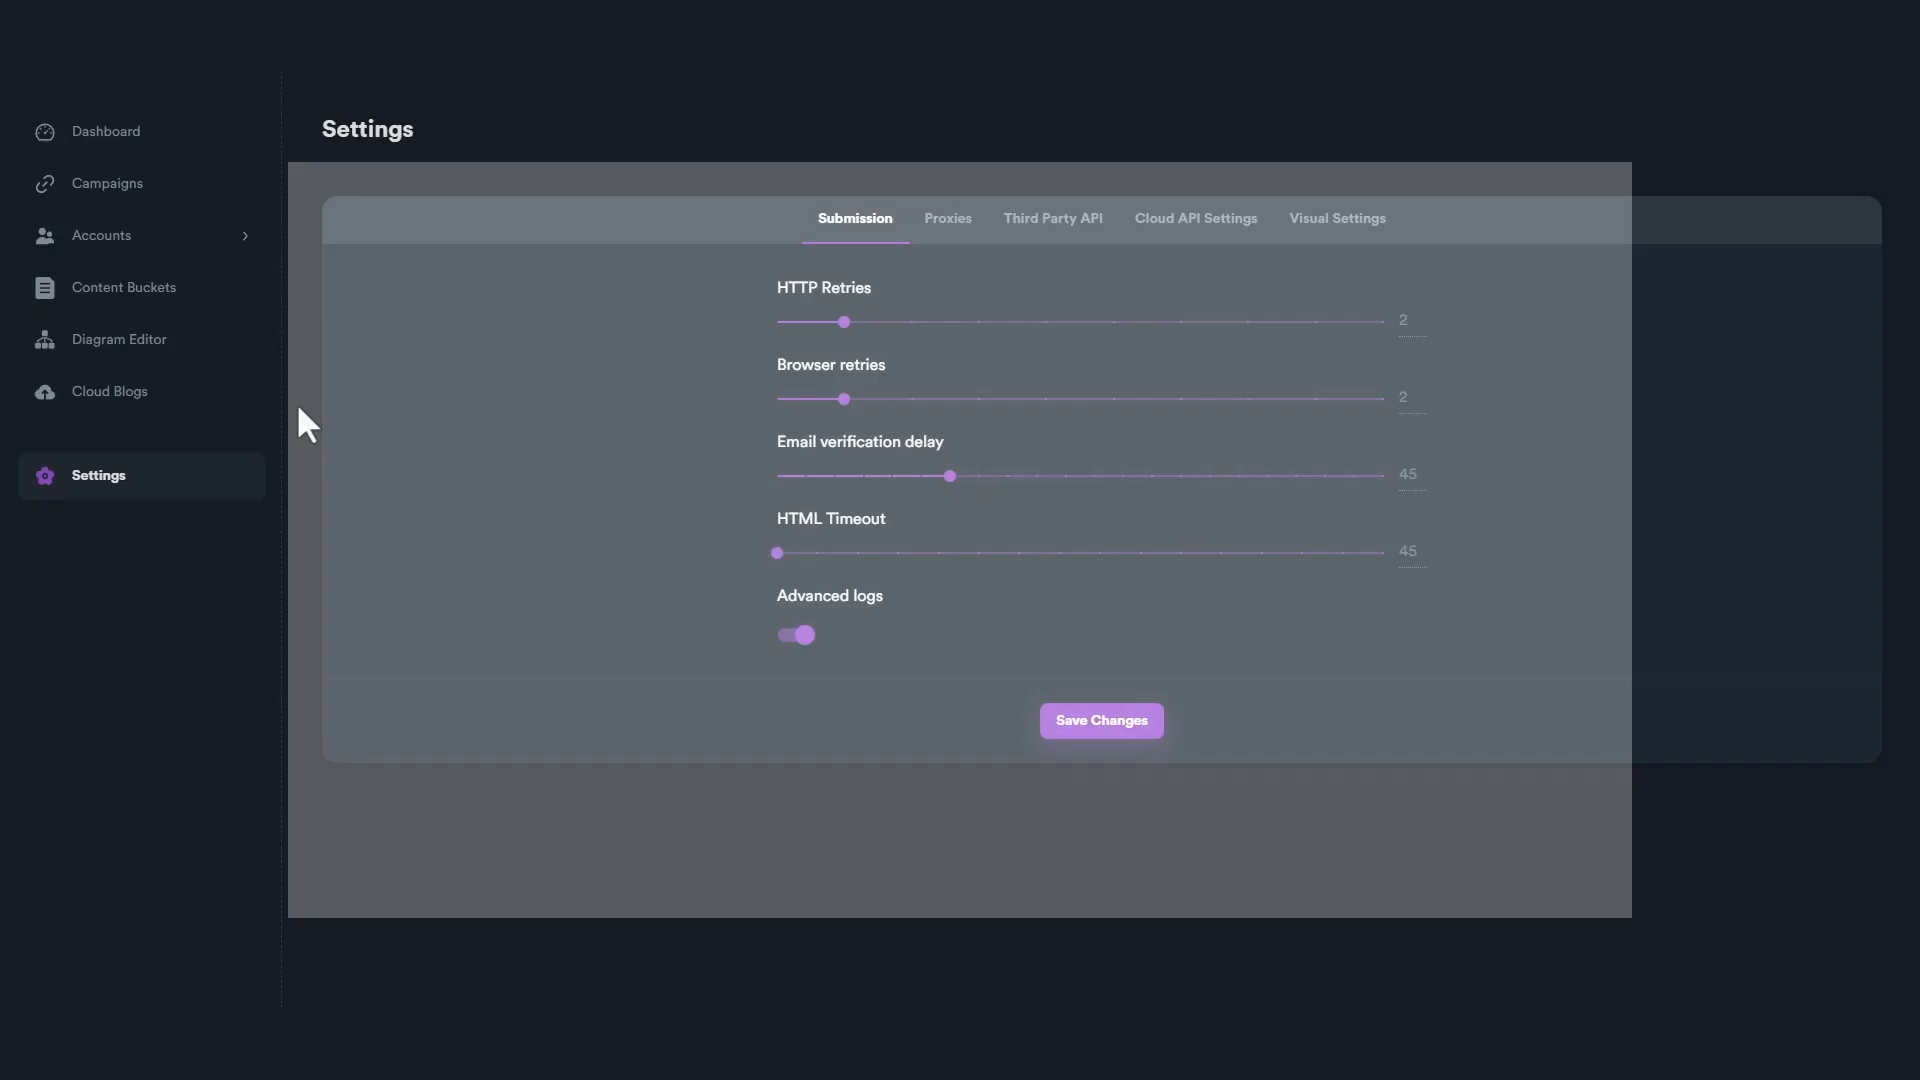 Dashboard
Campaigns
Accounts
Content Buckets
Diagram Editor
Cloud Blogs
Settings
Settings
Submission Proxies Third Party API Cloud API Settings Visual Settings
HTTP Retries
2
Browser retries
2
Email verification delay
45
HTML Timeout
45
Advanced logs
Save Changes